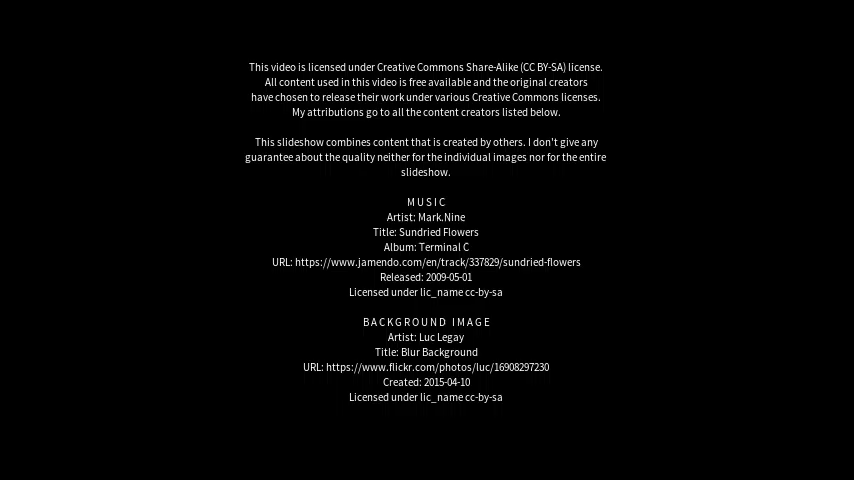 This video is licensed under Creative Commons Share-Alike (CC BY-SA) license.
All content used in this video is free available and the original creators
have chosen to release their work under various Creative Commons licenses.
My attributions go to all the content creators listed below.
This slideshow combines content that is created by others. I don't give any
guarantee about the quality neither for the individual images nor for the entire
slideshow.
MUSIC
Artist: Mark.Nine
Title: Sundried Flowers
Album: Terminal C
URL: https://www.jamendo.com/en/track/337829/sundried-flowers
Released: 2009-05-01
Licensed under lic_name cc-by-sa
BACKGROUND IMAGE
Artist: Luc Legay
Title: Blur Background
URL: https://www.flickr.com/photos/luc/16908297230
Created: 2015-04-10
Licensed under lic_name cc-by-sa